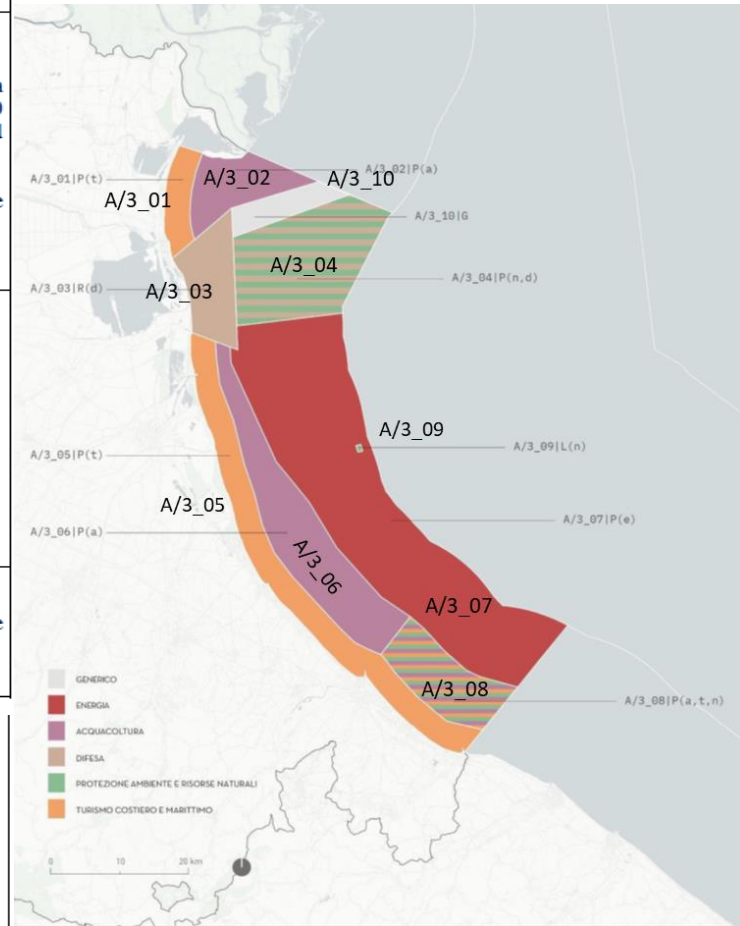 A/3_02|P(a)
A/3_02
A/3_10
A/3_01|P(t)
A/3_01
A/3_10|G
A/3_04
A/3_04|P(n,d)
A/3_03|R(d)
A/3_03
A/3_09
A/3_09|L(n)
A/3_05|P(t)
A/3_05
A/3_07|P(e)
A/3_06|P(a)
A/3_06
A/3_07
A/3_08
A/3_08|P(a,t,n)
GENERICO
ENERGIA
ACQUACOLTURA
DIFESA
PROTEZIONE AMBIENTE E RISORSE NATURALI
TURISMO COSTIERO E MARITTIMO
0 10 20 km